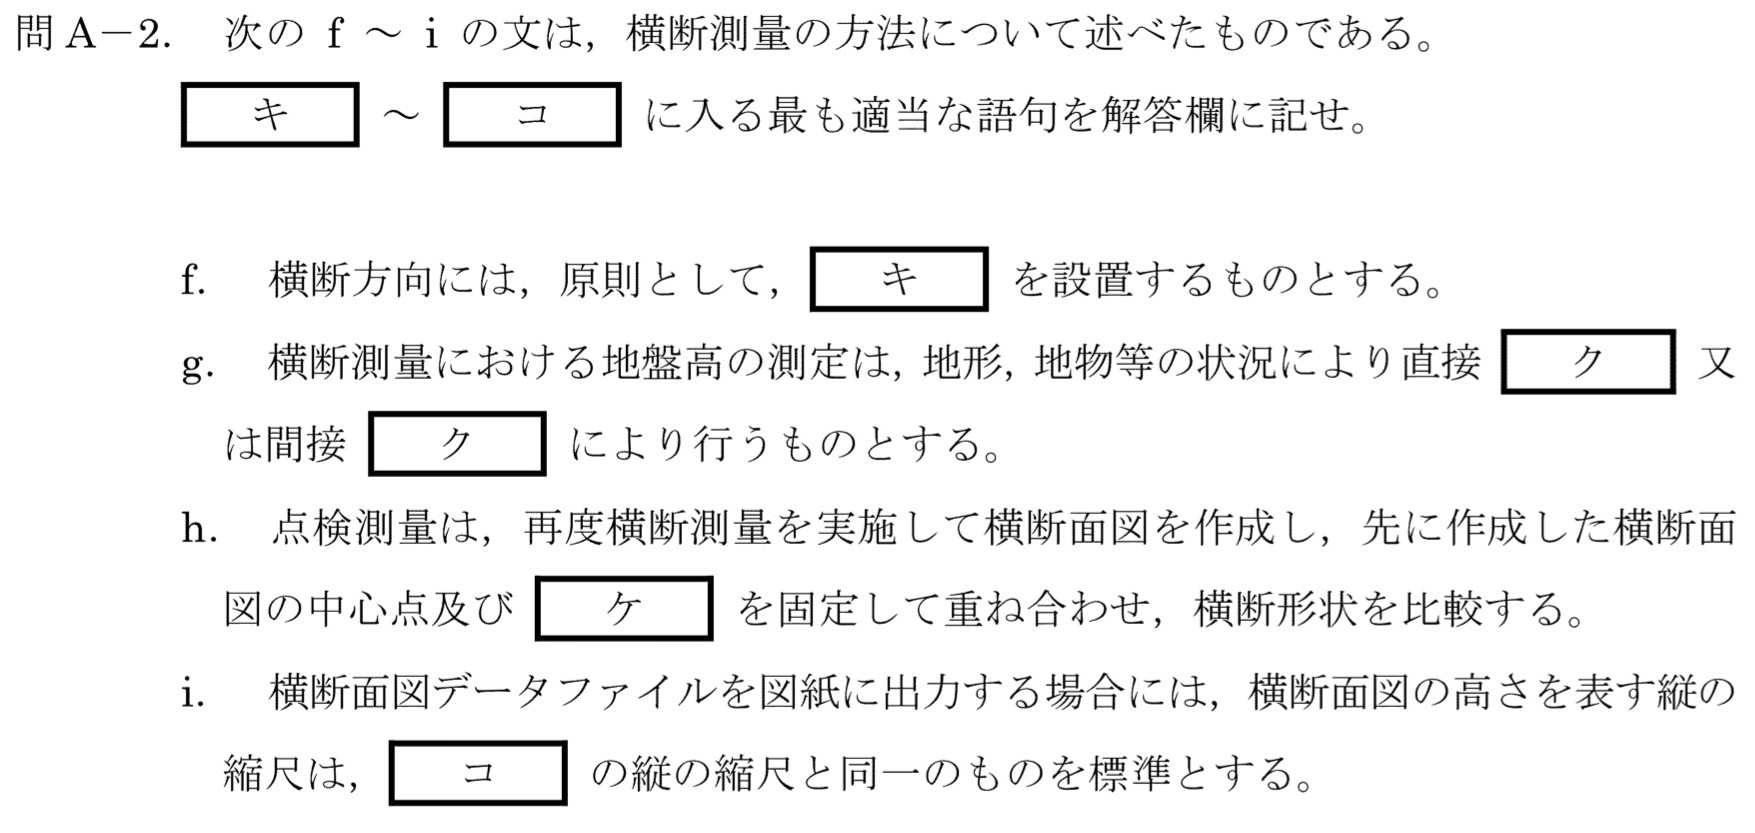 問A－2. 次の f ～ i の文は，横断測量の方法について述べたものである。
キ ～ コ に入る最も適当な語句を解答欄に記せ。
f. 横断方向には，原則として， キ を設置するものとする。
g. 横断測量における地盤高の測定は，地形，地物等の状況により直接 ク 又
は間接 ク により行うものとする。
h. 点検測量は，再度横断測量を実施して横断面図を作成し，先に作成した横断面
図の中心点及び ケ を固定して重ね合わせ，横断形状を比較する。
i. 横断面図データファイルを図紙に出力する場合には，横断面図の高さを表す縦の
縮尺は， コ の縦の縮尺と同一のものを標準とする。